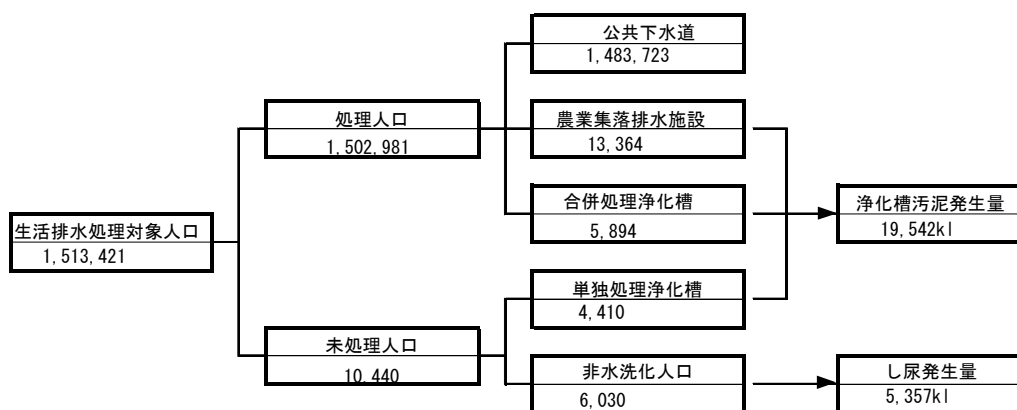 公共下水道
1,483,723
処理人口
1,502,981
農業集落排水施設
13,364
合併処理浄化槽
5,894
浄化槽汚泥発生量
19,542kl
生活排水処理対象人口
1,513,421
単独処理浄化槽
4,410
未処理人口
10,440
非水洗化人口
6,030
し尿発生量
5,357kl